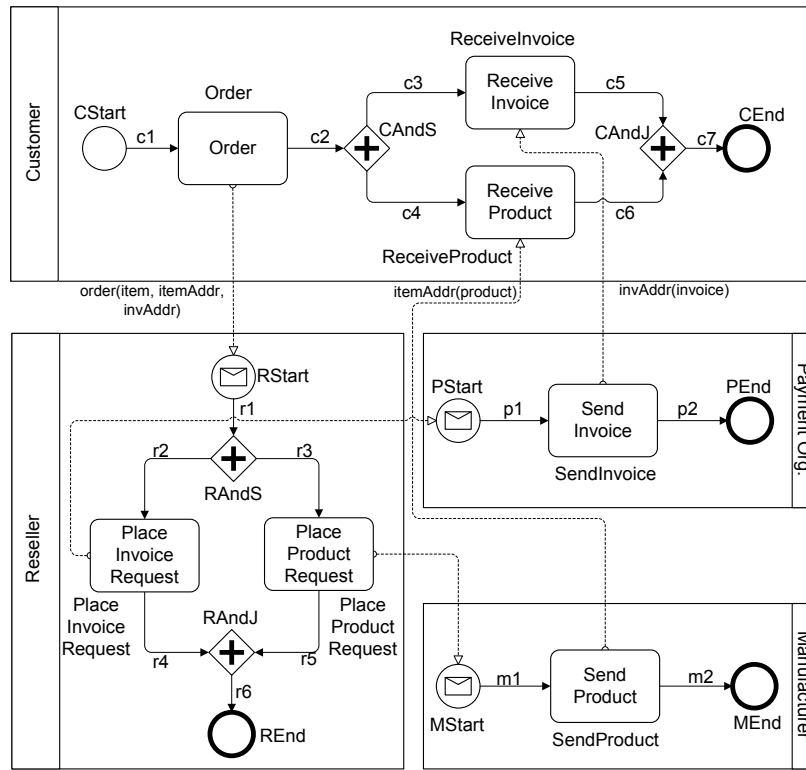 Customer
CStart
c1
Order
Order
c2
CAndS
c3
c4
ReceiveInvoice
Receive
Invoice
Receive
Product
ReceiveProduct
c5
c6
CAndJ
c7
CEnd
order(item, itemAddr,
invAddr)
itemAddr(product)
invAddr(invoice)
Reseller
RStart
r1
r2
r3
RAndS
Place
Invoice
Request
Place
Product
Request
Place
Invoice
Request
RAndJ
Place
Product
Request
r4
r5
r6
REnd
Payment Org.
PStart
p1
Send
Invoice
SendInvoice
p2
PEnd
Manufacturer
MStart
m1
Send
Product
SendProduct
m2
MEnd